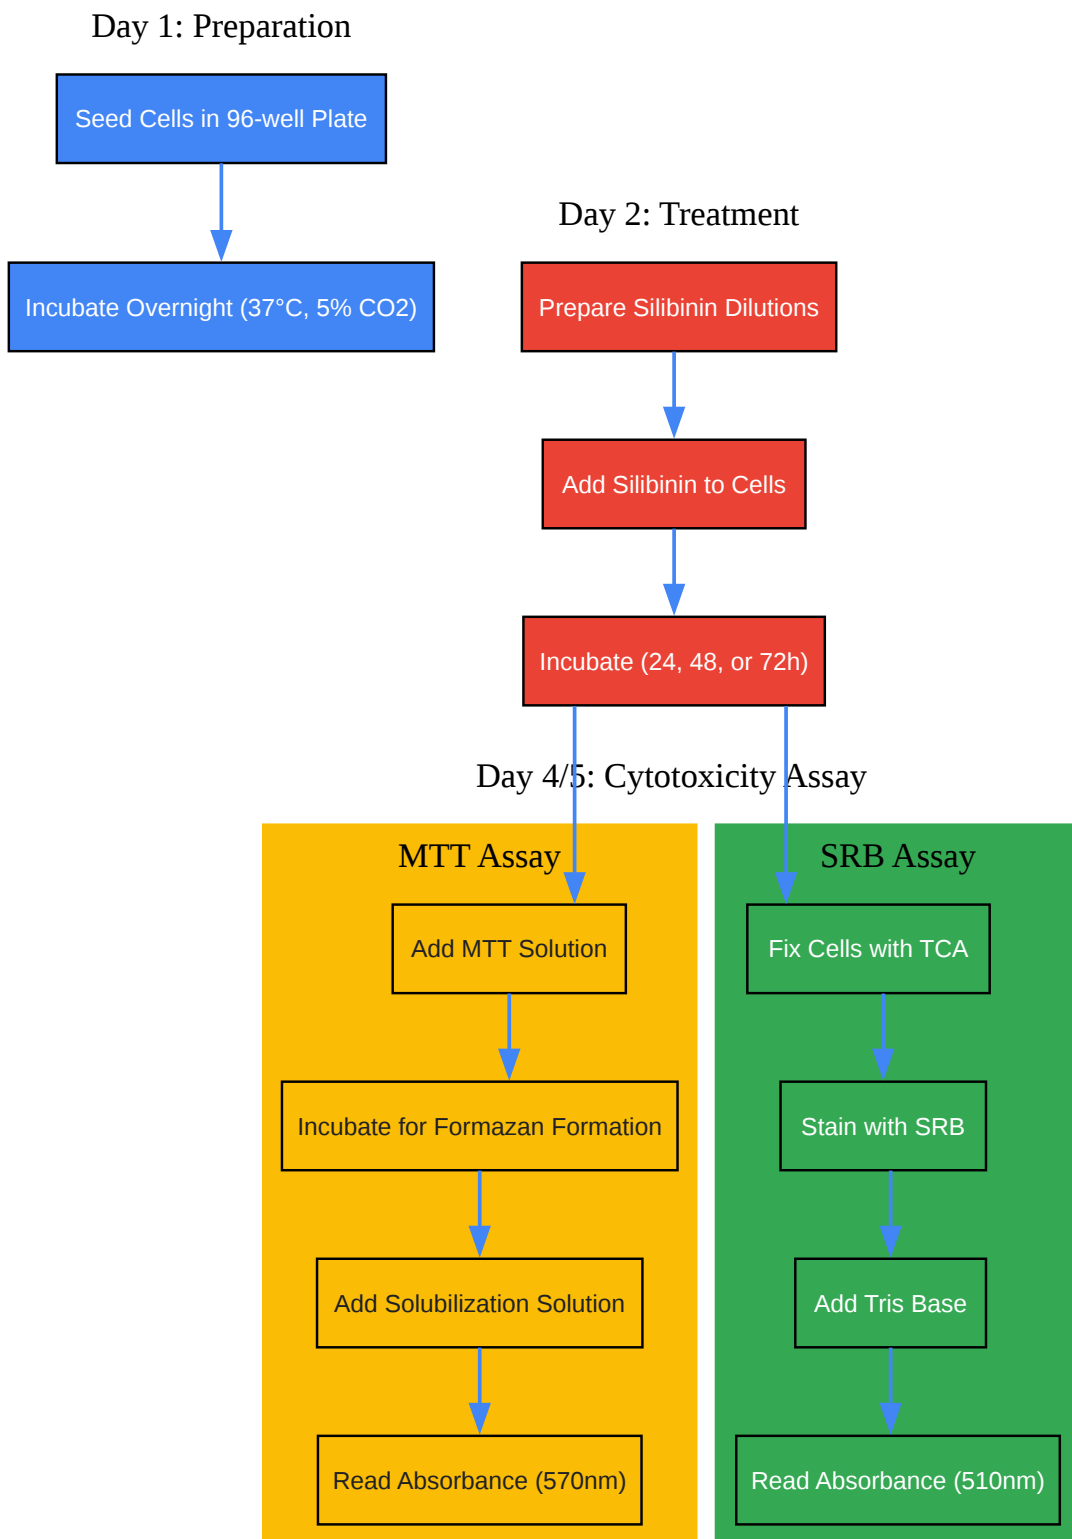 Day 1: Preparation
Seed Cells in 96-well Plate
Incubate Overnight (37°C, 5% CO2)
Day 2: Treatment
Prepare Silibinin Dilutions
Add Silibinin to Cells
Incubate (24, 48, or 72h)
Day 4/5: Cytotoxicity Assay
MTT Assay
Add MTT Solution
Incubate for Formazan Formation
Add Solubilization Solution
Read Absorbance (570nm)
SRB Assay
Fix Cells with TCA
Stain with SRB
Add Tris Base
Read Absorbance (510nm)